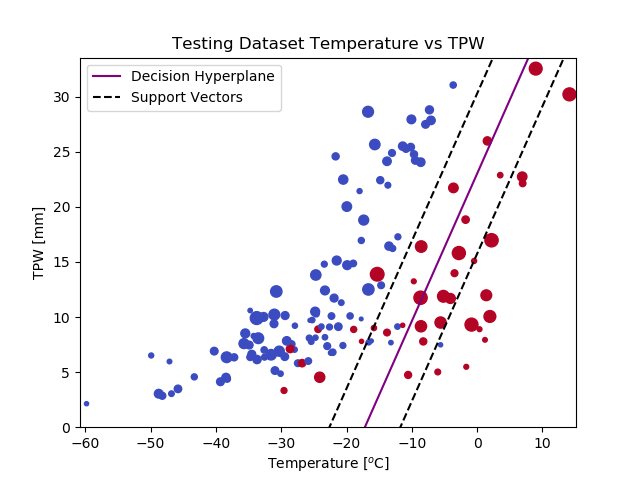 Testing Dataset Temperature vs TPW
Decision Hyperplane
Support Vectors
TPW [mm]
30
25
20
15
10
5
0
−60 −50 −40 −30 −20 −10 0 10
Temperature [°C]